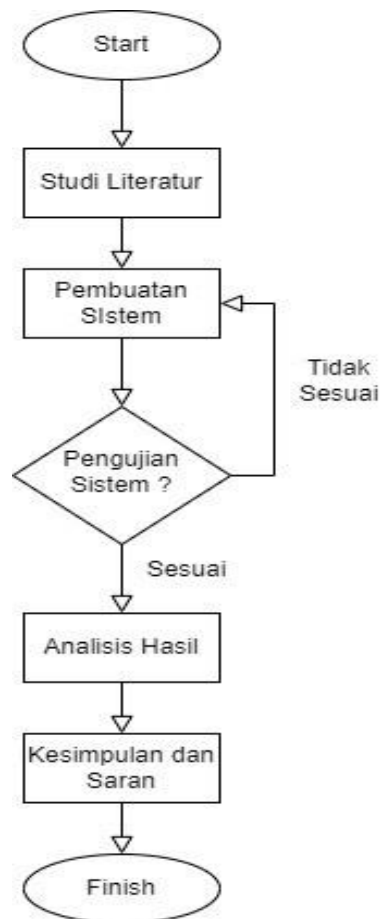 Start
Studi Literatur
Pembuatan
SIstem
Tidak
Sesuai
Pengujian
Sistem ?
Sesuai
Analisis Hasil
Kesimpulan dan
Saran
Finish